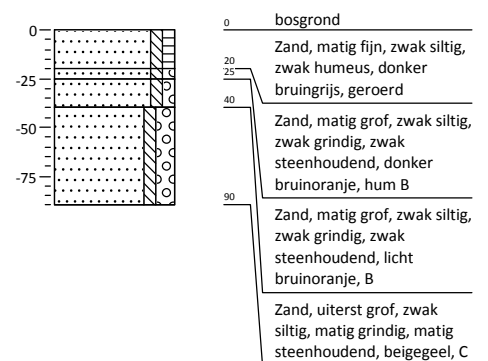 0
-25
-50
-75
0
bosgrond
Zand, matig fijn, zwak siltig,
zwak humeus, donker
bruingrijs, geroerd
20
25
Zand, matig grof, zwak siltig,
zwak grindig, zwak
steenhoudend, donker
bruinoranje, hum B
40
Zand, matig grof, zwak siltig,
zwak grindig, zwak
steenhoudend, licht
bruinoranje, B
90
Zand, uiterst grof, zwak
siltig, matig grindig, matig
steenhoudend, beigegeel, C